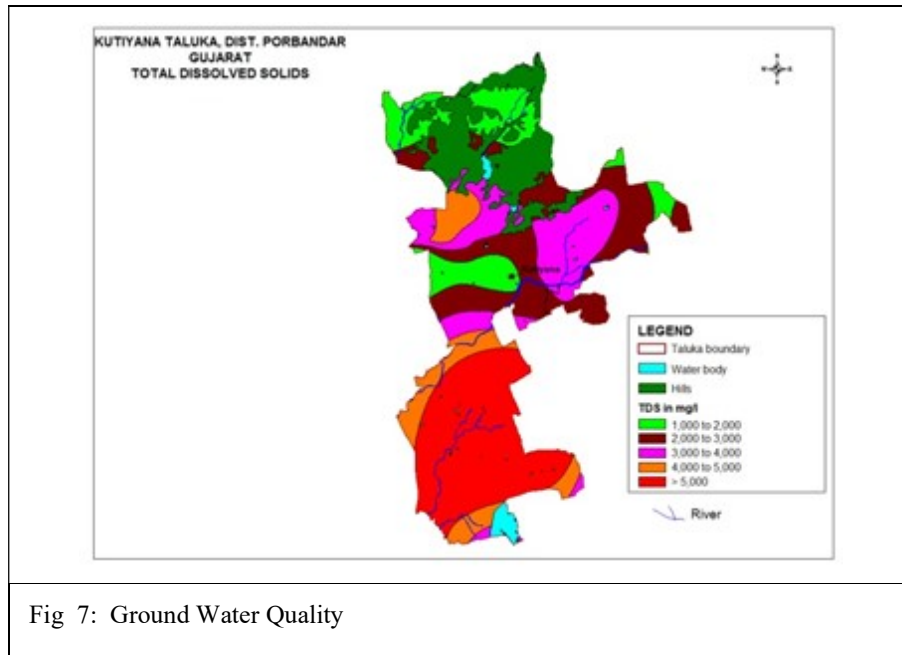 KUTIYANA TALUKA, DIST. PORBANDAR
GUJARAT
TOTAL DISSOLVED SOLIDS
Kutiyana
LEGEND
Taluka boundary
Water body
Hills
TDS in mg/l
1,000 to 2,000
2,000 to 3,000
3,000 to 4,000
4,000 to 5,000
> 5,000
River
Fig 7: Ground Water Quality